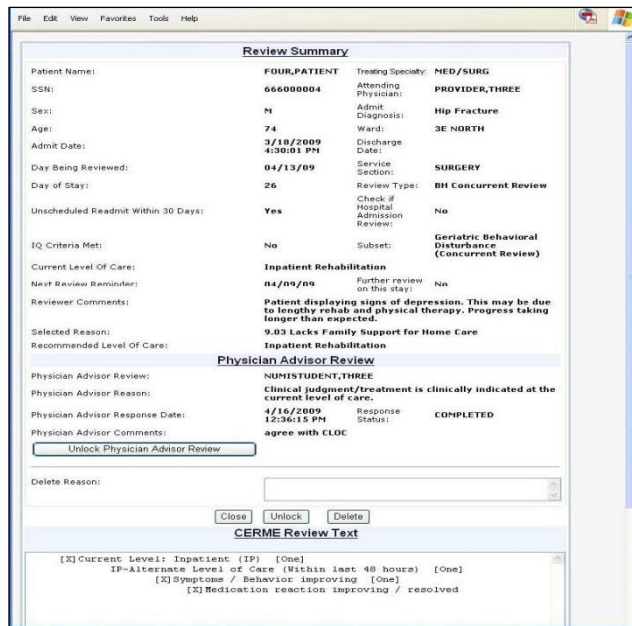 File Edit View Favorites Tools Help
Review Summary
Patient Name: FOUR,PATIENT Treating Specialty: MED/SURG
SSN: 666000004 Attending Physician: PROVIDER,THREE
Sex: M Admit Diagnosis: Hip Fracture
Age: 74 Ward: 3E NORTH
Admit Date: 3/18/2009 4:30:01 PM Discharge Date:
Day Being Reviewed: 04/13/09 Service Section: SURGERY
Day of Stay: 26 Review Type: BH Concurrent Review
Unscheduled Readmit Within 30 Days: Yes Check if Hospital Admission Review: No
IQ Criteria Met: No Subset: Geriatric Behavioral Disturbance (Concurrent Review)
Current Level Of Care: Inpatient Rehabilitation
Next Review Reminder: 04/09/09 Further review on this stay: No
Reviewer Comments: Patient displaying signs of depression. This may be due
to lengthy rehab and physical therapy. Progress taking
longer than expected.
Selected Reason: 9.03 Lacks Family Support for Home Care
Recommended Level Of Care: Inpatient Rehabilitation
Physician Advisor Review
Physician Advisor Review: NUMISTUDENT,THREE
Physician Advisor Reason: Clinical judgment/treatment is clinically indicated at the
current level of care.
Physician Advisor Response Date: 4/16/2009 12:36:15 PM Response Status: COMPLETED
Physician Advisor Comments: agree with CLOC
Unlock Physician Advisor Review
Delete Reason:
Close Unlock Delete
CERME Review Text
[X]Current Level: Inpatient (IP) [One]
IP-Alternate Level of Care (Within last 48 hours) [One]
[X]Symptoms / Behavior improving [One]
[X]Medication reaction improving / resolved